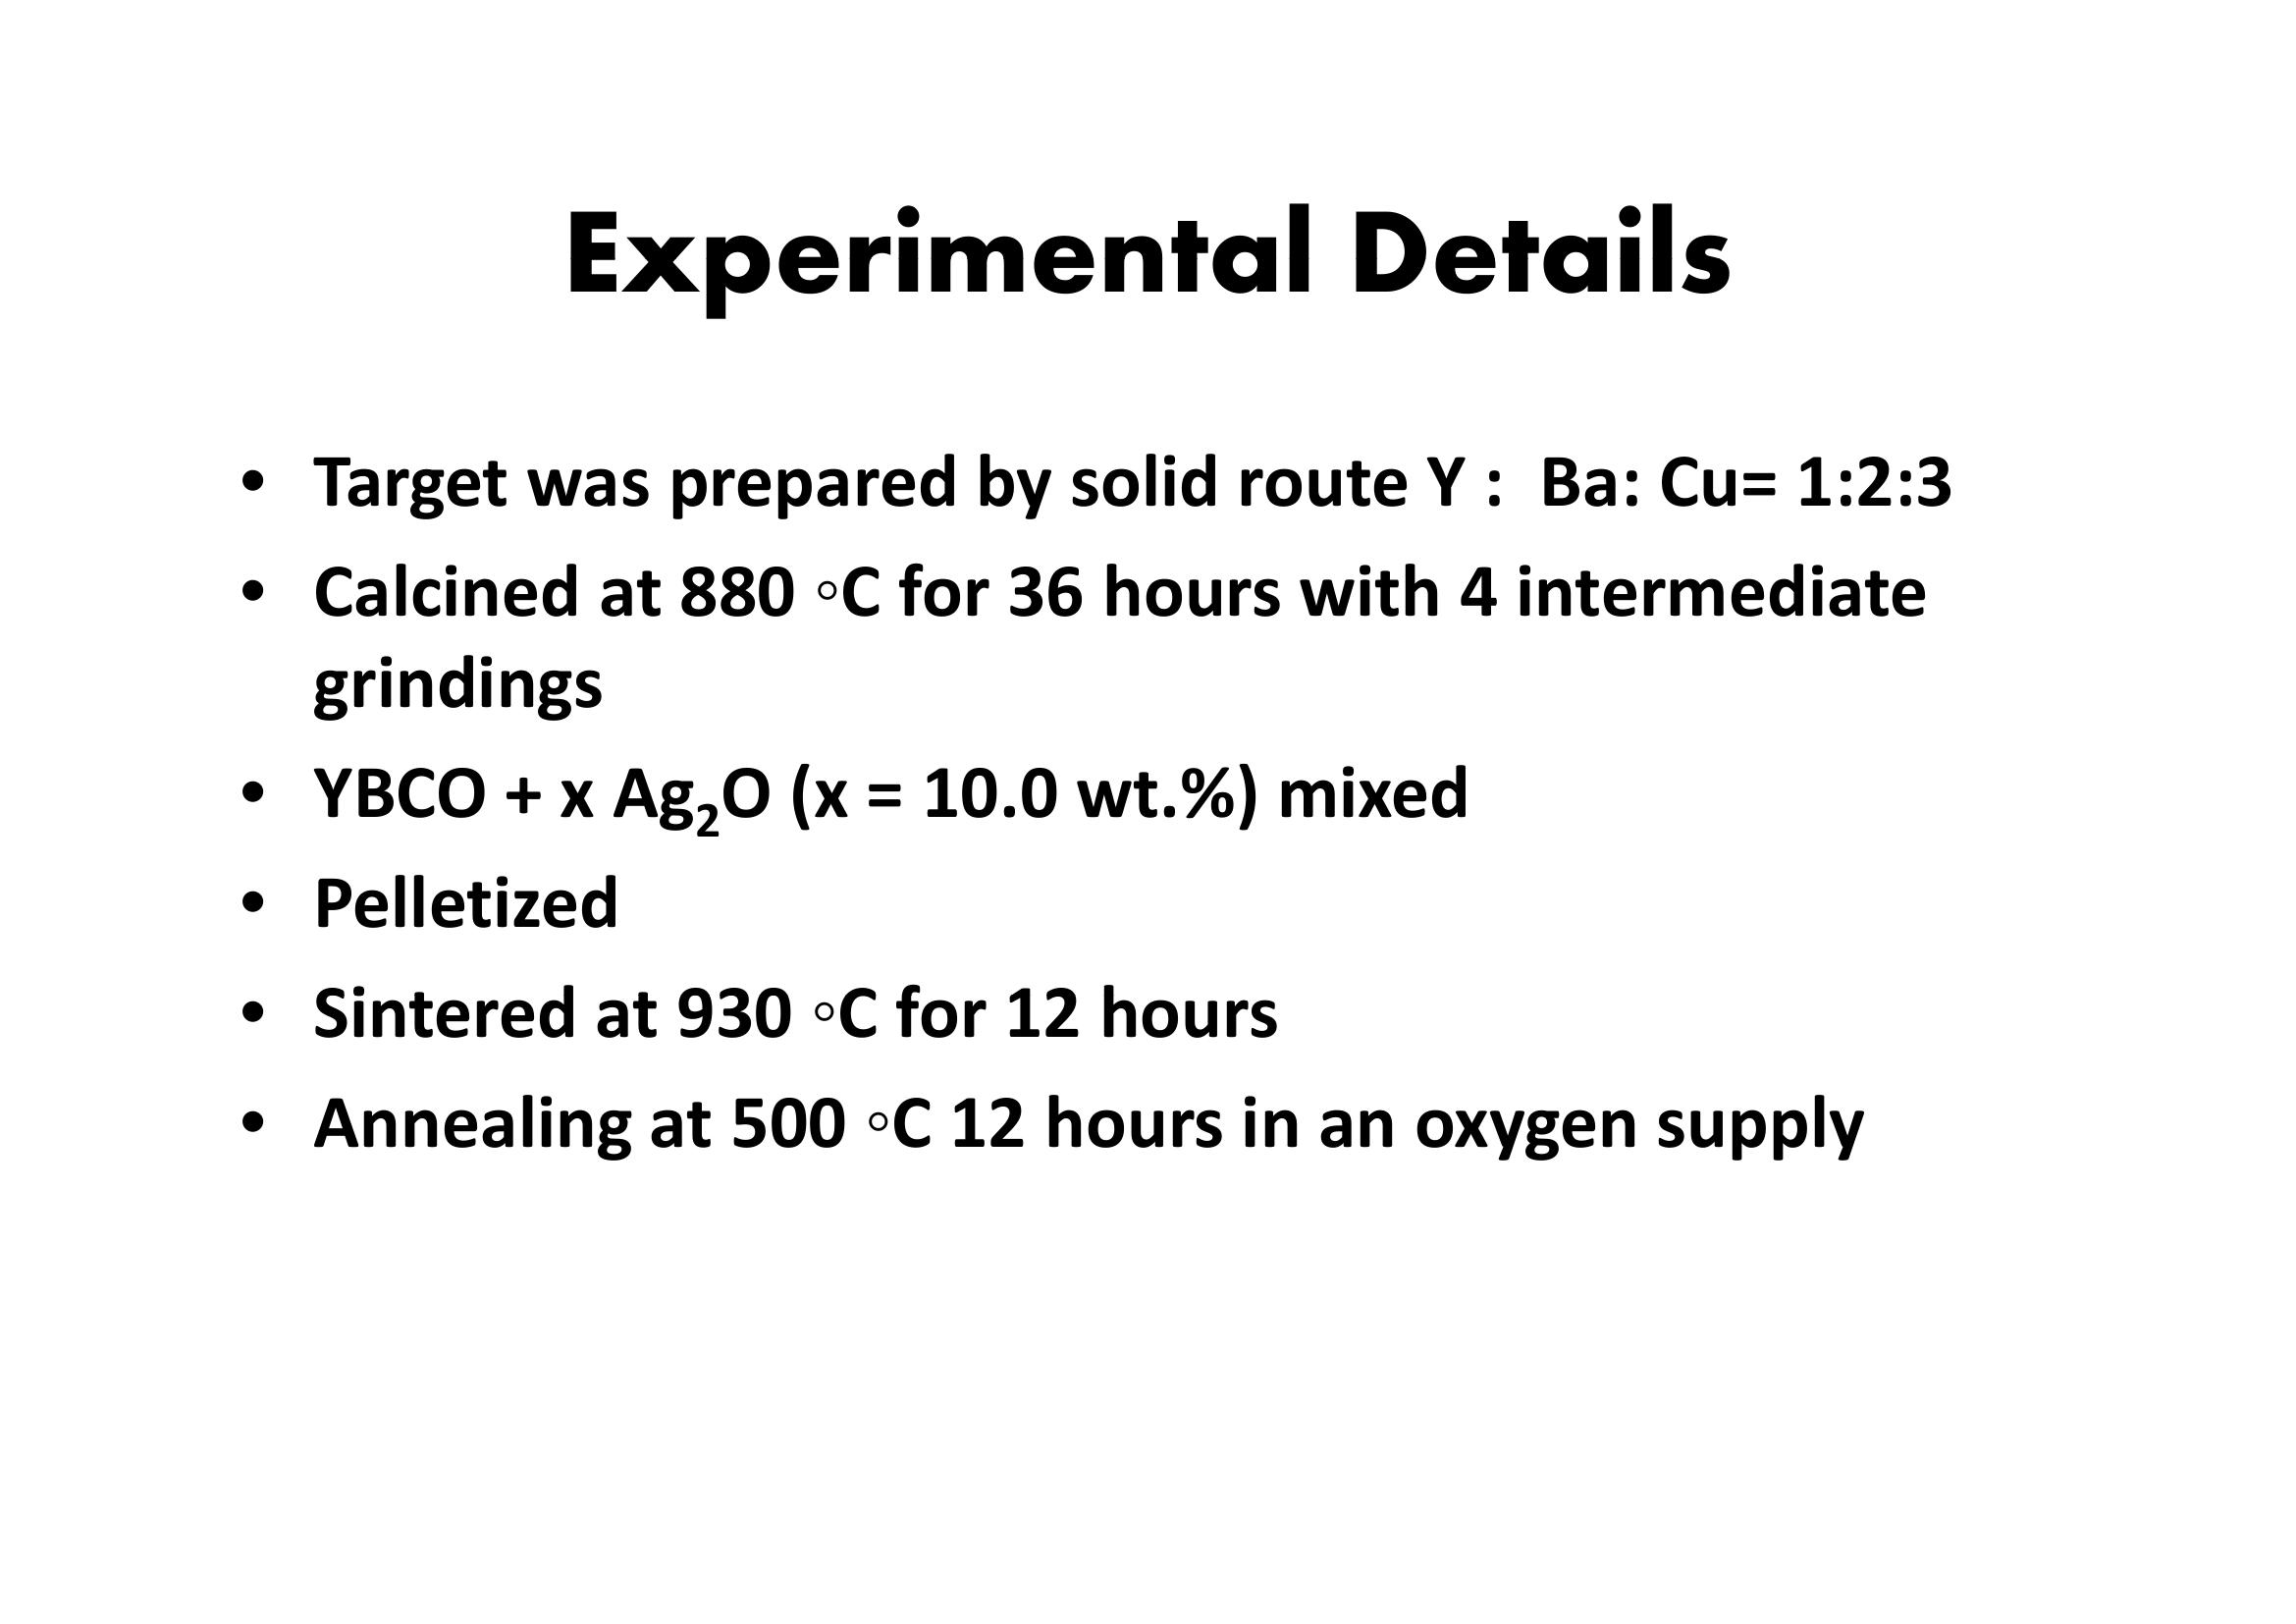 Experimental Details
• Target was prepared by solid route Y :  Ba: Cu= 1:2:3
• Calcined at 880 ◦C for 36 hours with 4 intermediate
grindings
• YBCO + x Ag₂O (x = 10.0 wt.%) mixed
• Pelletized
• Sintered at 930 ◦C for 12 hours
• Annealing at 500 ◦C 12 hours in an oxygen supply